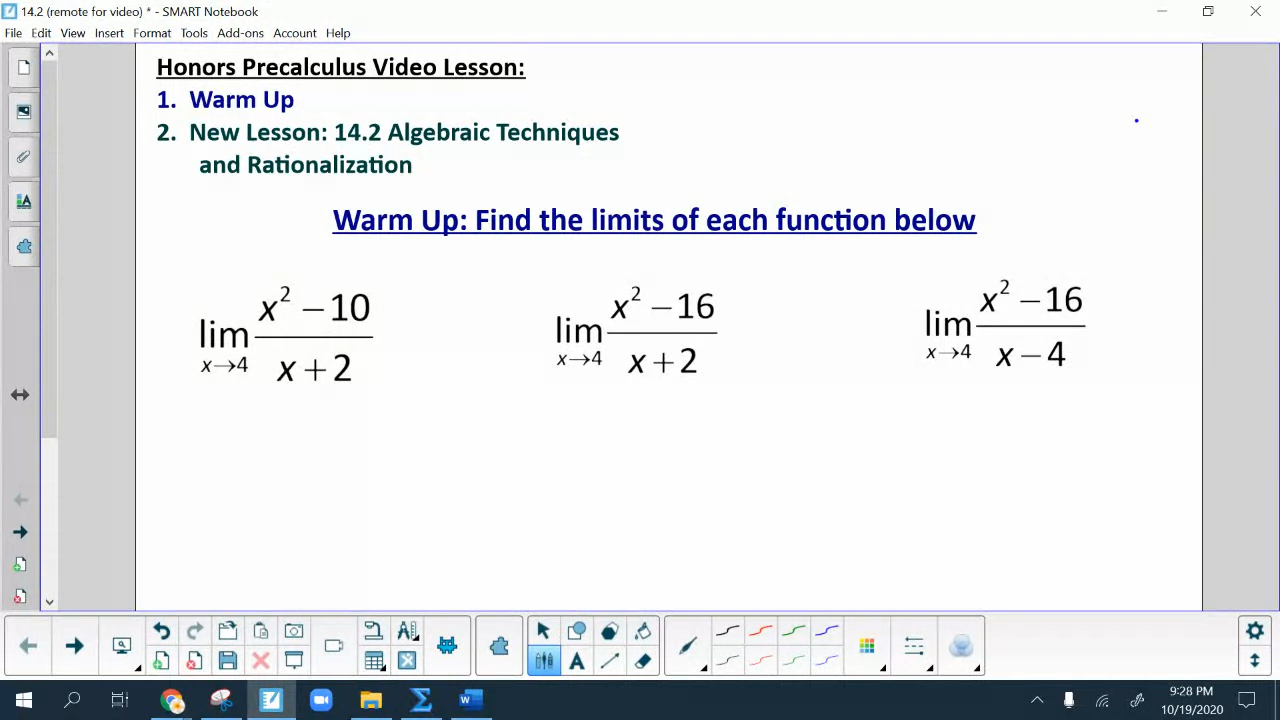 14.2 (remote for video) * - SMART Notebook
File Edit View Insert Format Tools Add-ons Account Help
Honors Precalculus Video Lesson:
1. Warm Up
2. New Lesson: 14.2 Algebraic Techniques
and Rationalization
Warm Up: Find the limits of each function below
lim x→4 (x² − 10)/(x + 2)
lim x→4 (x² − 16)/(x + 2)
lim x→4 (x² − 16)/(x − 4)
9:28 PM
10/19/2020